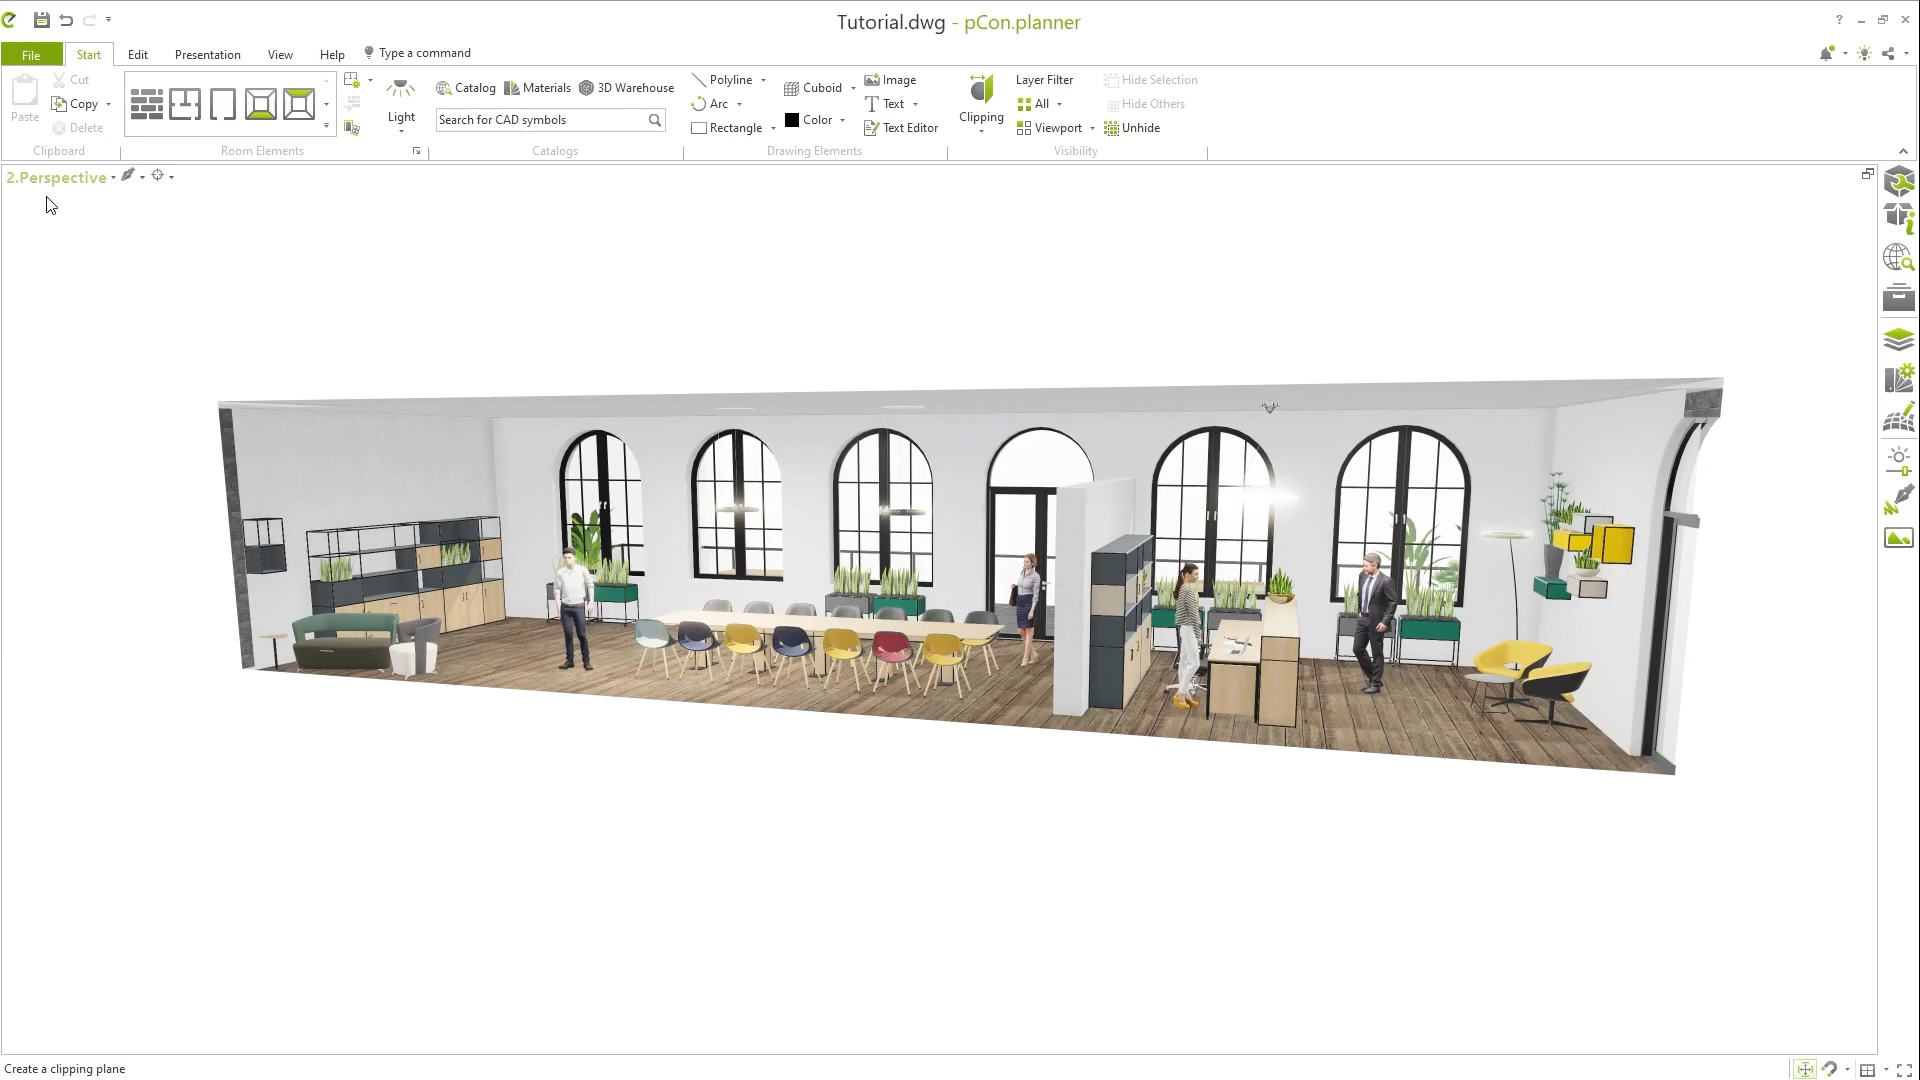 Tutorial.dwg - pCon.planner
?
File Start Edit Presentation View Help Type a command
Paste
Cut
Copy
Delete
Clipboard
Room Elements
Light
Catalog Materials 3D Warehouse
Search for CAD symbols
Catalogs
Polyline
Arc
Rectangle
Cuboid
Color
Image
Text
Text Editor
Drawing Elements
Clipping
Layer Filter
All
Viewport
Hide Selection
Hide Others
Unhide
Visibility
2.Perspective
Create a clipping plane